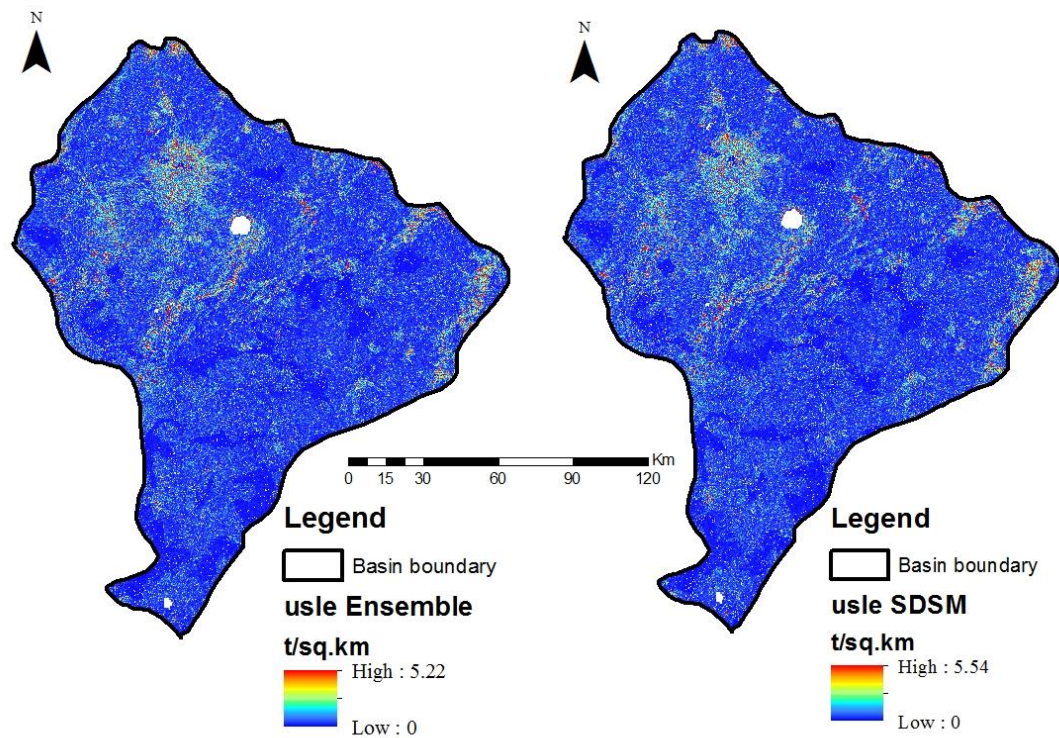 N
N
Km
0 15 30 60 90 120
Legend
Basin boundary
usle Ensemble
t/sq.km
High : 5.22
Low : 0
Legend
Basin boundary
usle SDSM
t/sq.km
High : 5.54
Low : 0